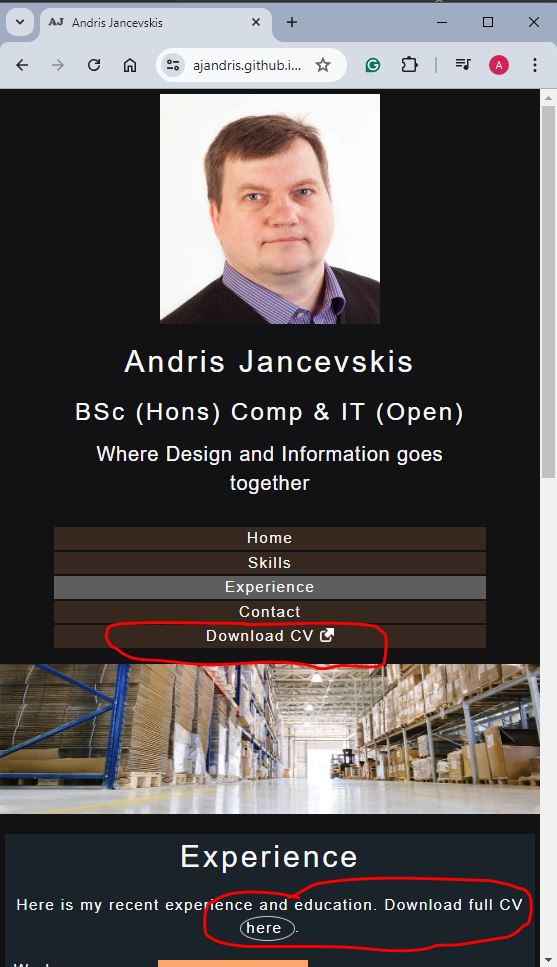 AJ Andris Jancevskis
ajandris.github.i...
A
Andris Jancevskis
BSc (Hons) Comp & IT (Open)
Where Design and Information goes
together
Home
Skills
Experience
Contact
Download CV
Experience
Here is my recent experience and education. Download full CV
here .